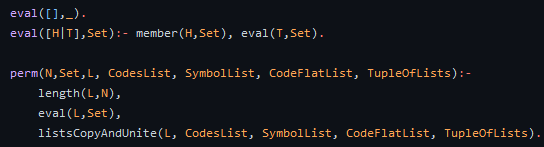 eval([],_).
eval([H|T],Set):- member(H,Set), eval(T,Set).
perm(N,Set,L, CodesList, SymbolList, CodeFlatList, TupleOfLists):-
length(L,N),
eval(L,Set),
listsCopyAndUnite(L, CodesList, SymbolList, CodeFlatList, TupleOfLists).